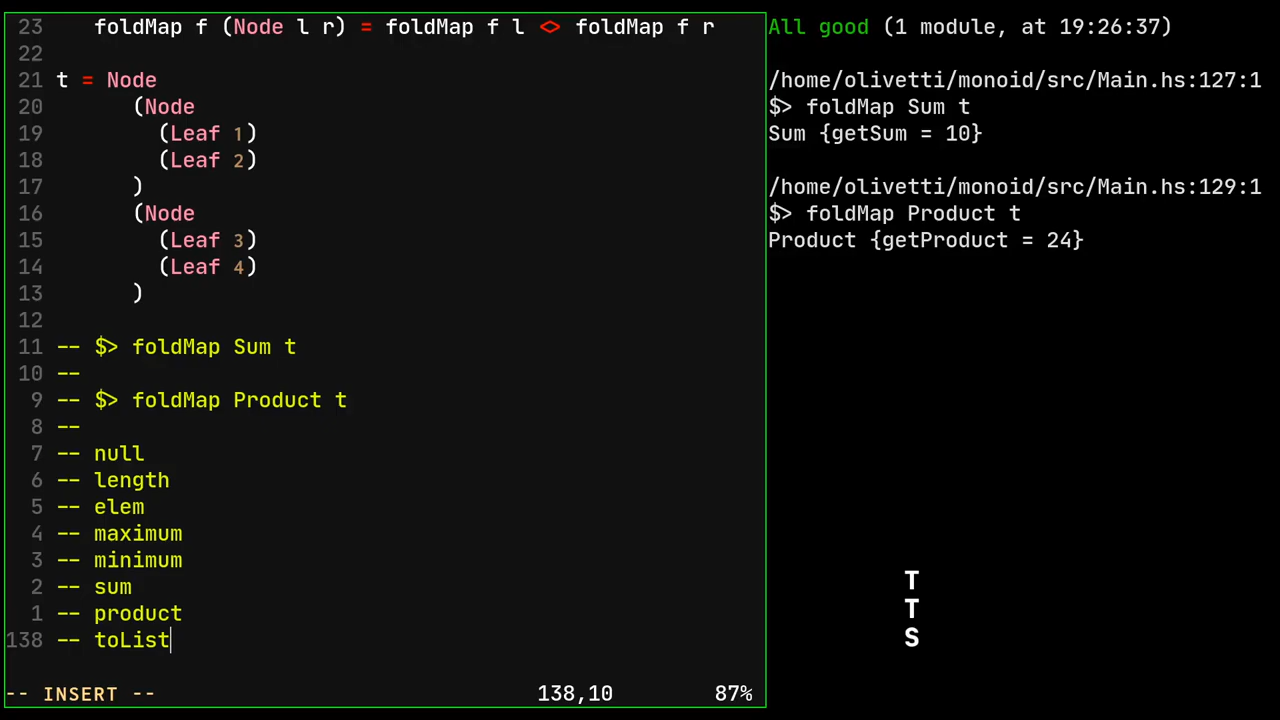 23    foldMap f (Node l r) = foldMap f l <> foldMap f r
22
21 t = Node
20       (Node
19         (Leaf 1)
18         (Leaf 2)
17       )
16       (Node
15         (Leaf 3)
14         (Leaf 4)
13       )
12
11 -- $> foldMap Sum t
10 --
9 -- $> foldMap Product t
8 --
7 -- null
6 -- length
5 -- elem
4 -- maximum
3 -- minimum
2 -- sum
1 -- product
138 -- toList
-- INSERT -- 138,10 87%
All good (1 module, at 19:26:37)
/home/olivetti/monoid/src/Main.hs:127:1
$> foldMap Sum t
Sum {getSum = 10}
/home/olivetti/monoid/src/Main.hs:129:1
$> foldMap Product t
Product {getProduct = 24}
T
T
S